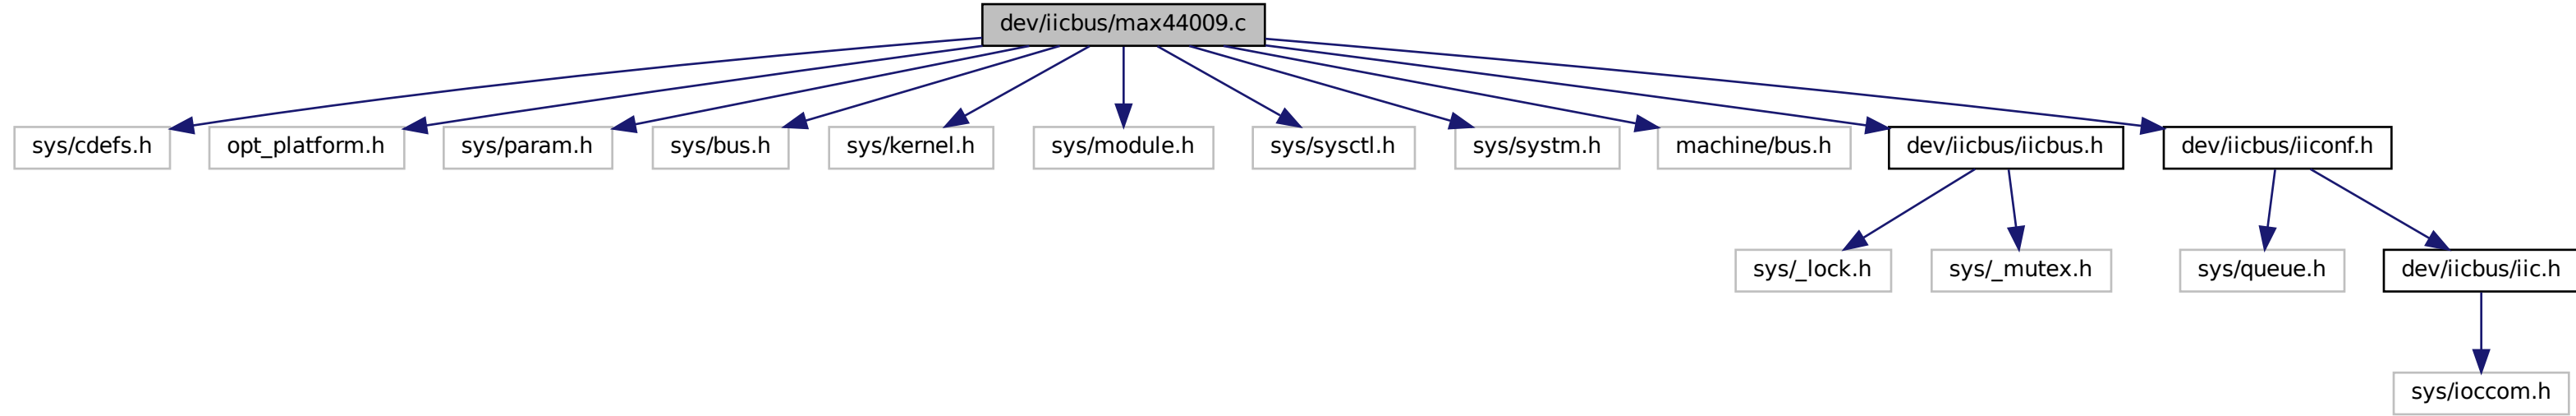 dev/iicbus/max44009.c
sys/cdefs.h
opt_platform.h
sys/param.h
sys/bus.h
sys/kernel.h
sys/module.h
sys/sysctl.h
sys/systm.h
machine/bus.h
dev/iicbus/iicbus.h
dev/iicbus/iiconf.h
sys/_lock.h
sys/_mutex.h
sys/queue.h
dev/iicbus/iic.h
sys/ioccom.h